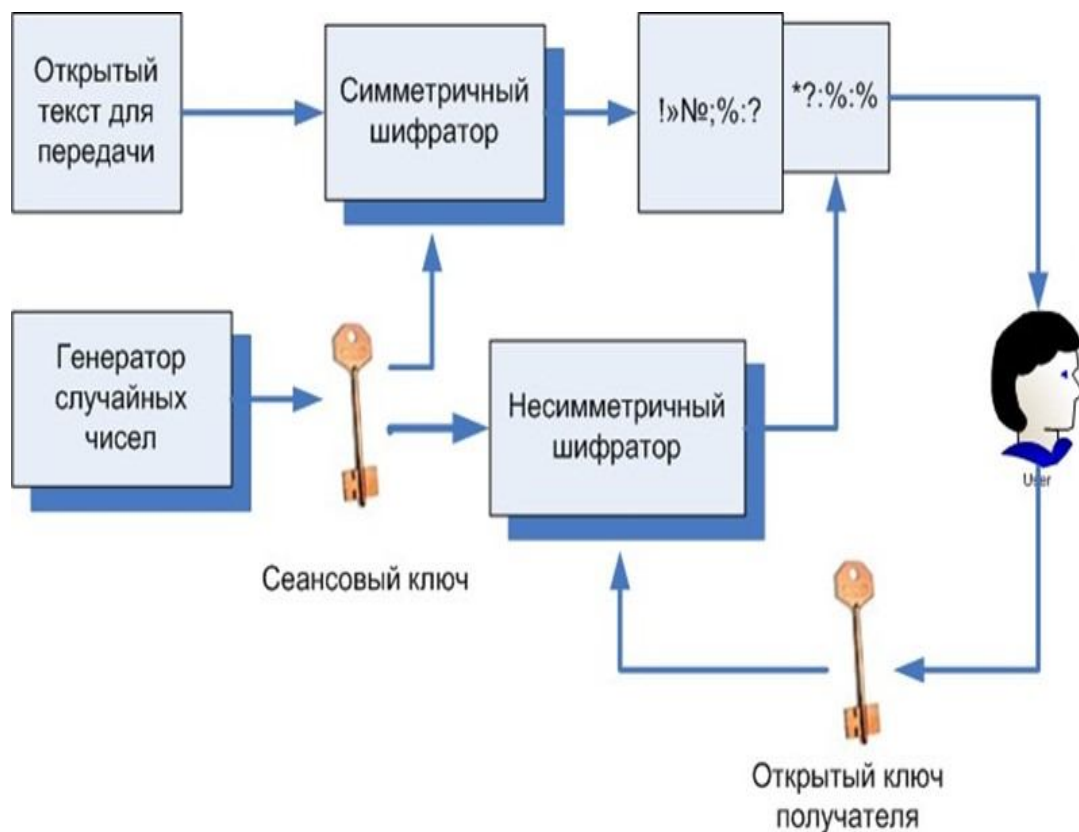 Открытый
текст для
передачи
Симметричный
шифратор
!»№;%:?
*?:%:%
Генератор
случайных
чисел
Несимметричный
шифратор
User
Сеансовый ключ
Открытый ключ
получателя